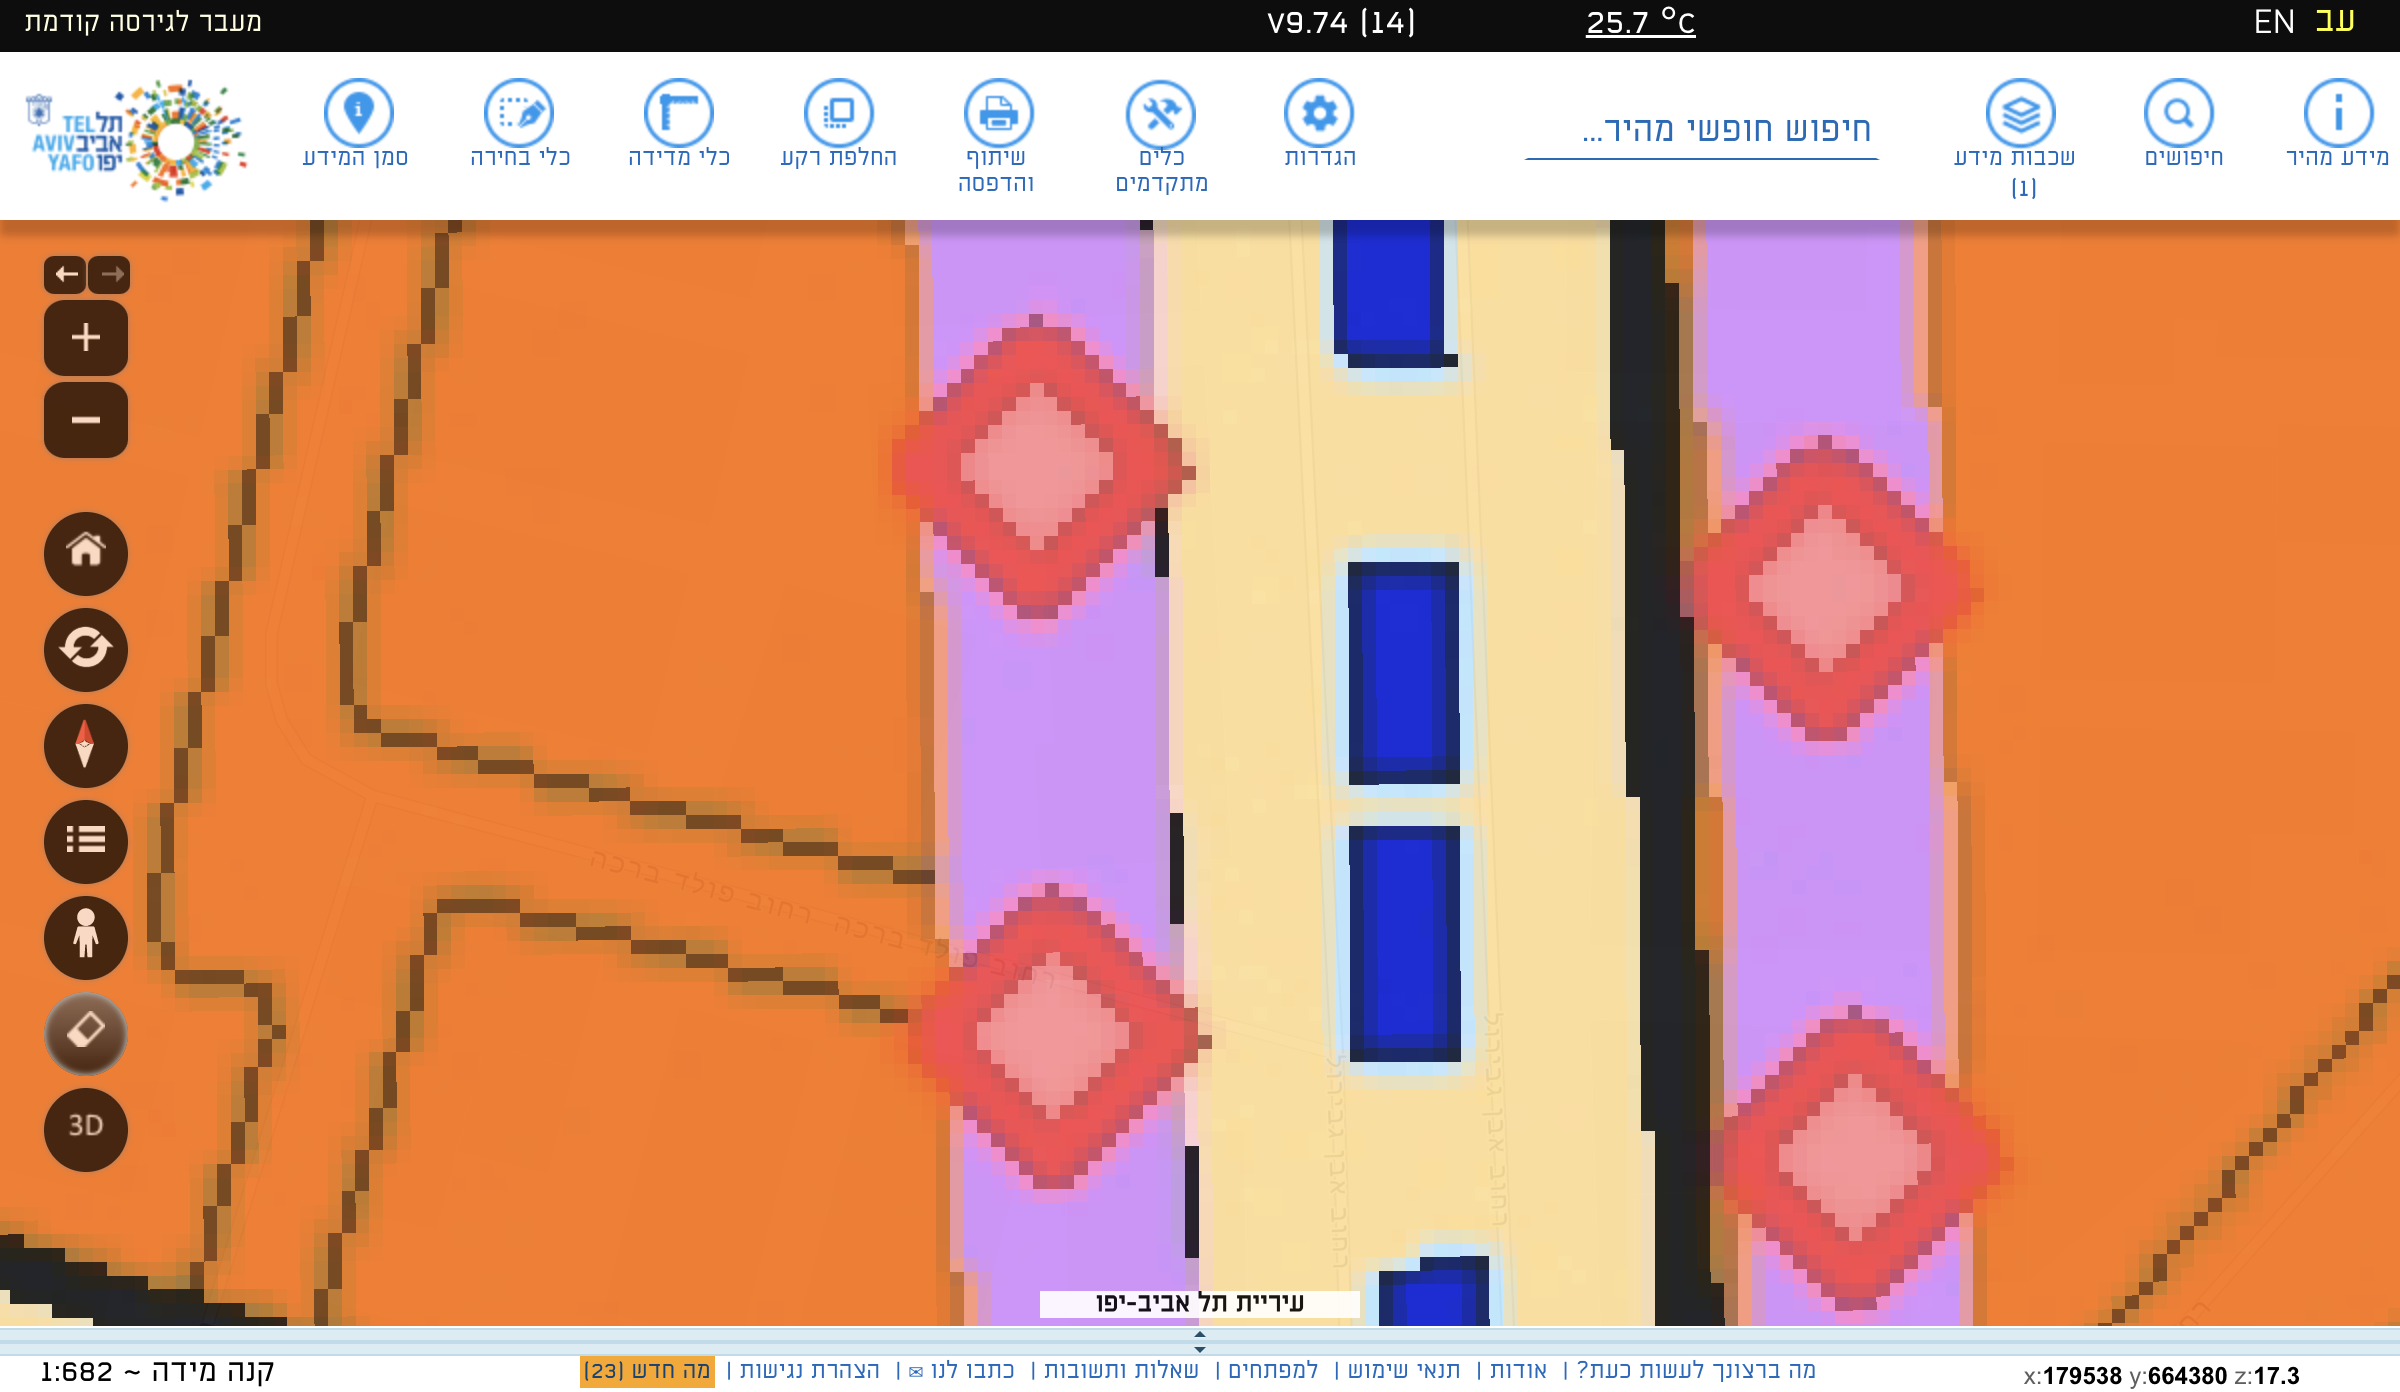 עב EN
25.7 °C
V9.74 (14)
מעבר לגירסה קודמת
מידע מהיר
חיפושים
שכבות מידע
(1)
חיפוש חופשי מהיר...
הגדרות
כלים
מתקדמים
שיתוף
והדפסה
החלפת רקע
כלי מדידה
כלי בחירה
סמן המידע
תל TEL
אביב AVIV
יפו YAFO
3D
רחוב פולד ברכה
רחוב פולד ברכה
רחוב אבן גבירול
רחוב אבן גבירול
עיריית תל אביב-יפו
מה ברצונך לעשות כעת? | אודות | תנאי שימוש | למפתחים | שאלות ותשובות | כתבו לנו ✉ | הצהרת נגישות | מה חדש (23)
קנה מידה ~ 1:682
x:179538 y:664380 z:17.3